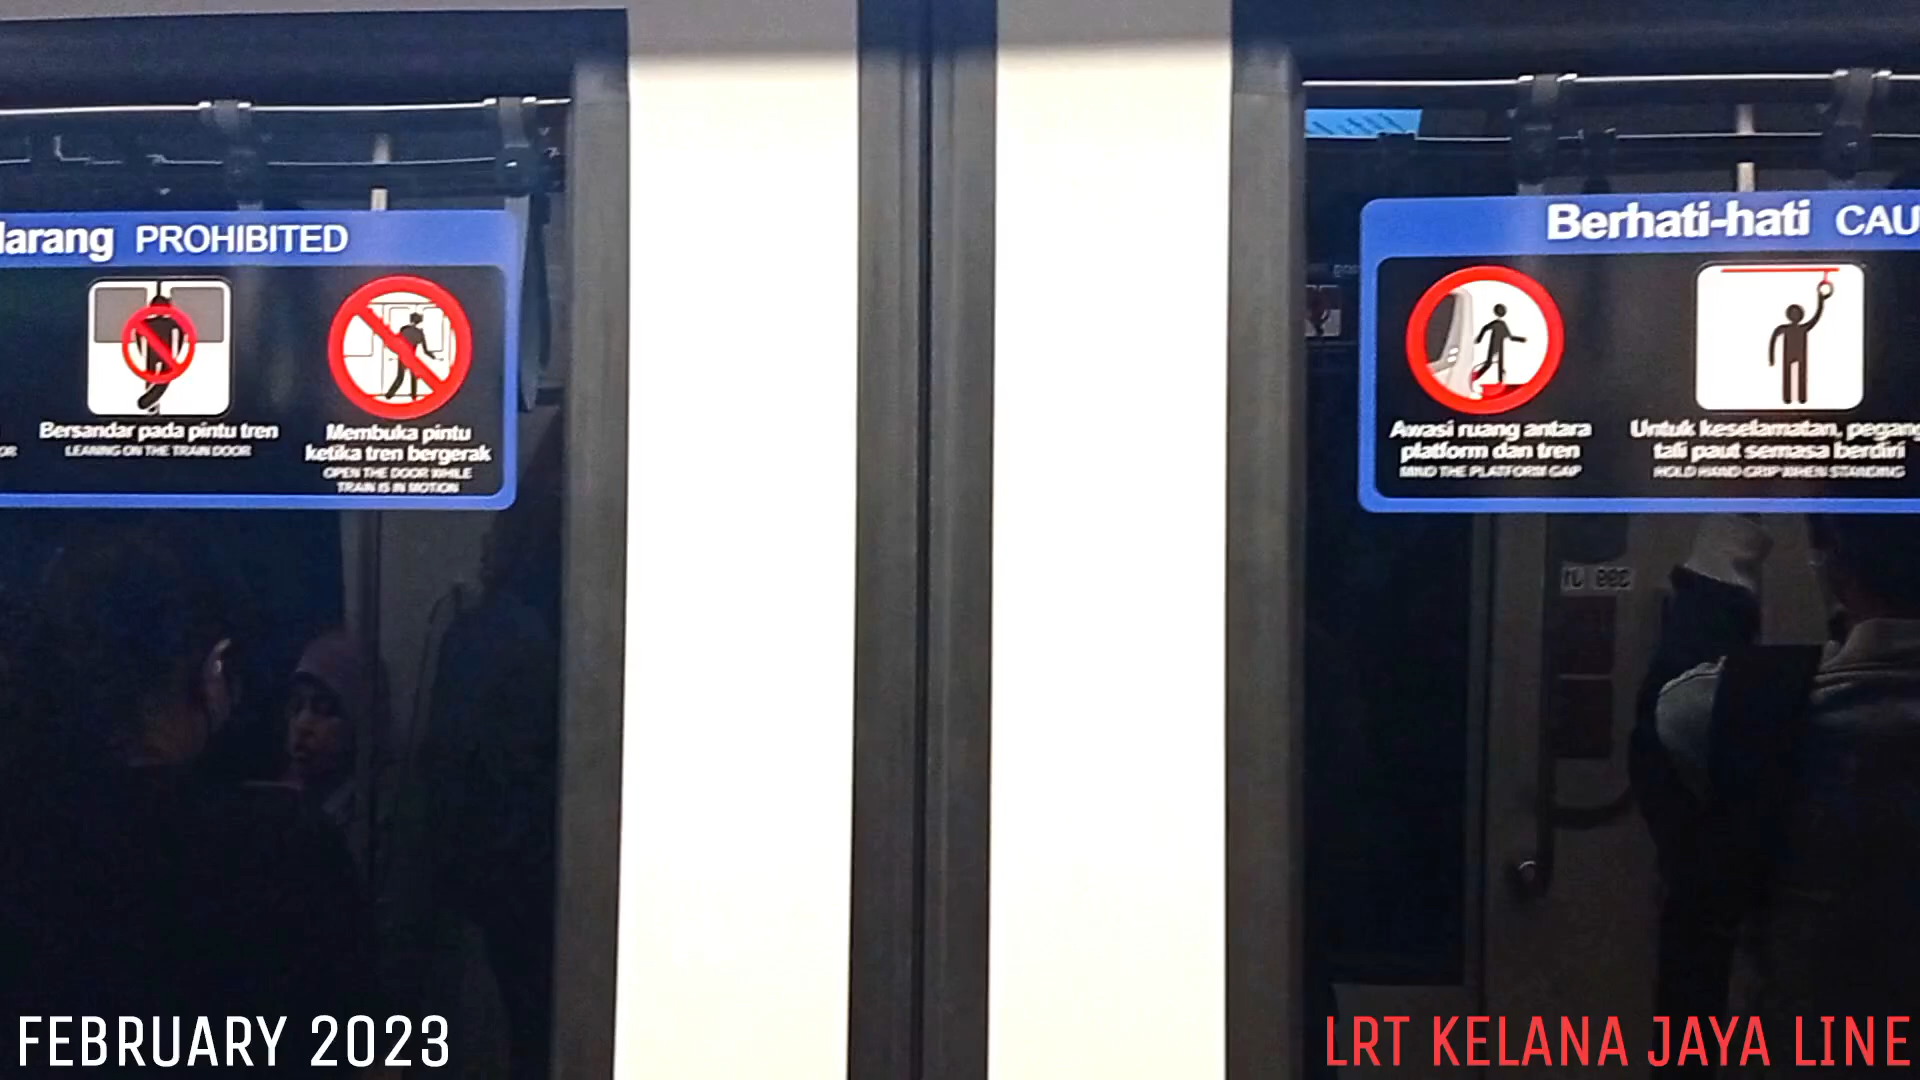 larang PROHIBITED
Bersandar pada pintu tren
LEANING ON THE TRAIN DOOR
Membuka pintu
ketika tren bergerak
OPEN THE DOOR WHILE
TRAIN IS IN MOTION
OR
Berhati-hati CAU
Awasi ruang antara
platform dan tren
MIND THE PLATFORM GAP
Untuk keselamatan, pegang
tali paut semasa berdiri
HOLD HAND GRIP WHEN STANDING
FEBRUARY 2023
LRT KELANA JAYA LINE